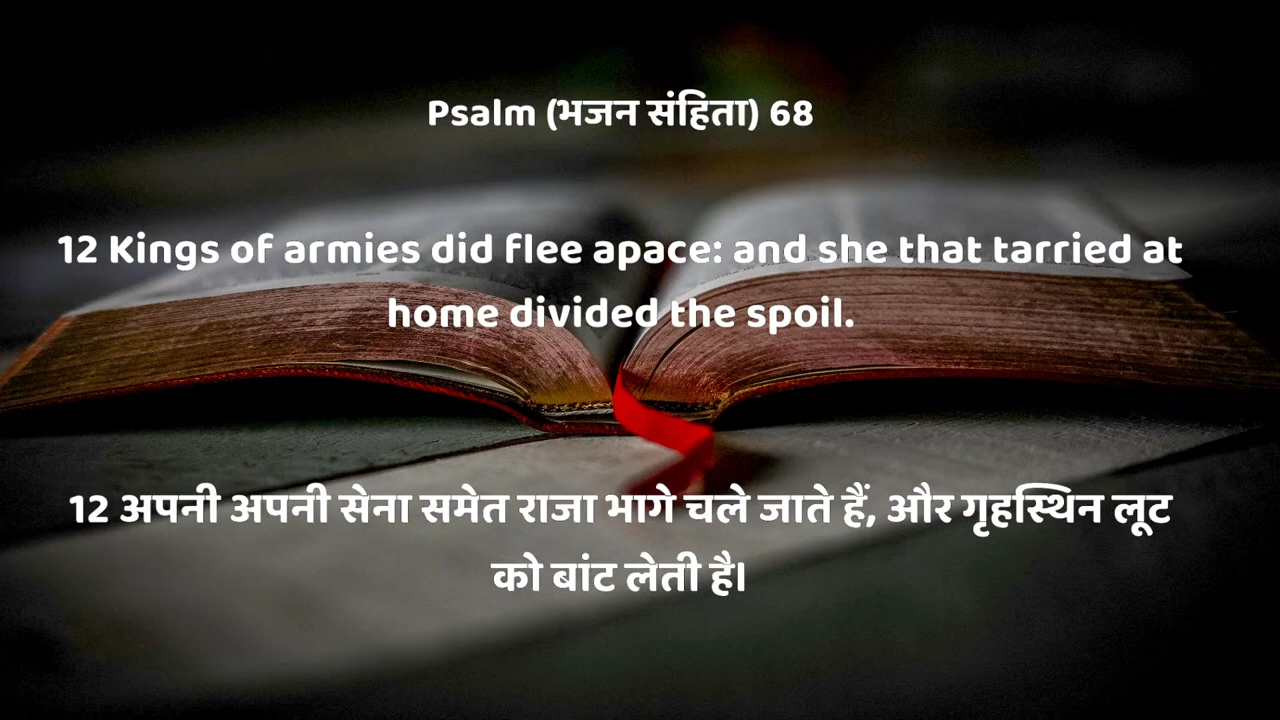 Psalm (भजन संहिता) 68
12 Kings of armies did flee apace: and she that tarried at
home divided the spoil.
12 अपनी अपनी सेना समेत राजा भागे चले जाते हैं, और गृहस्थिन लूट
को बांट लेती है।